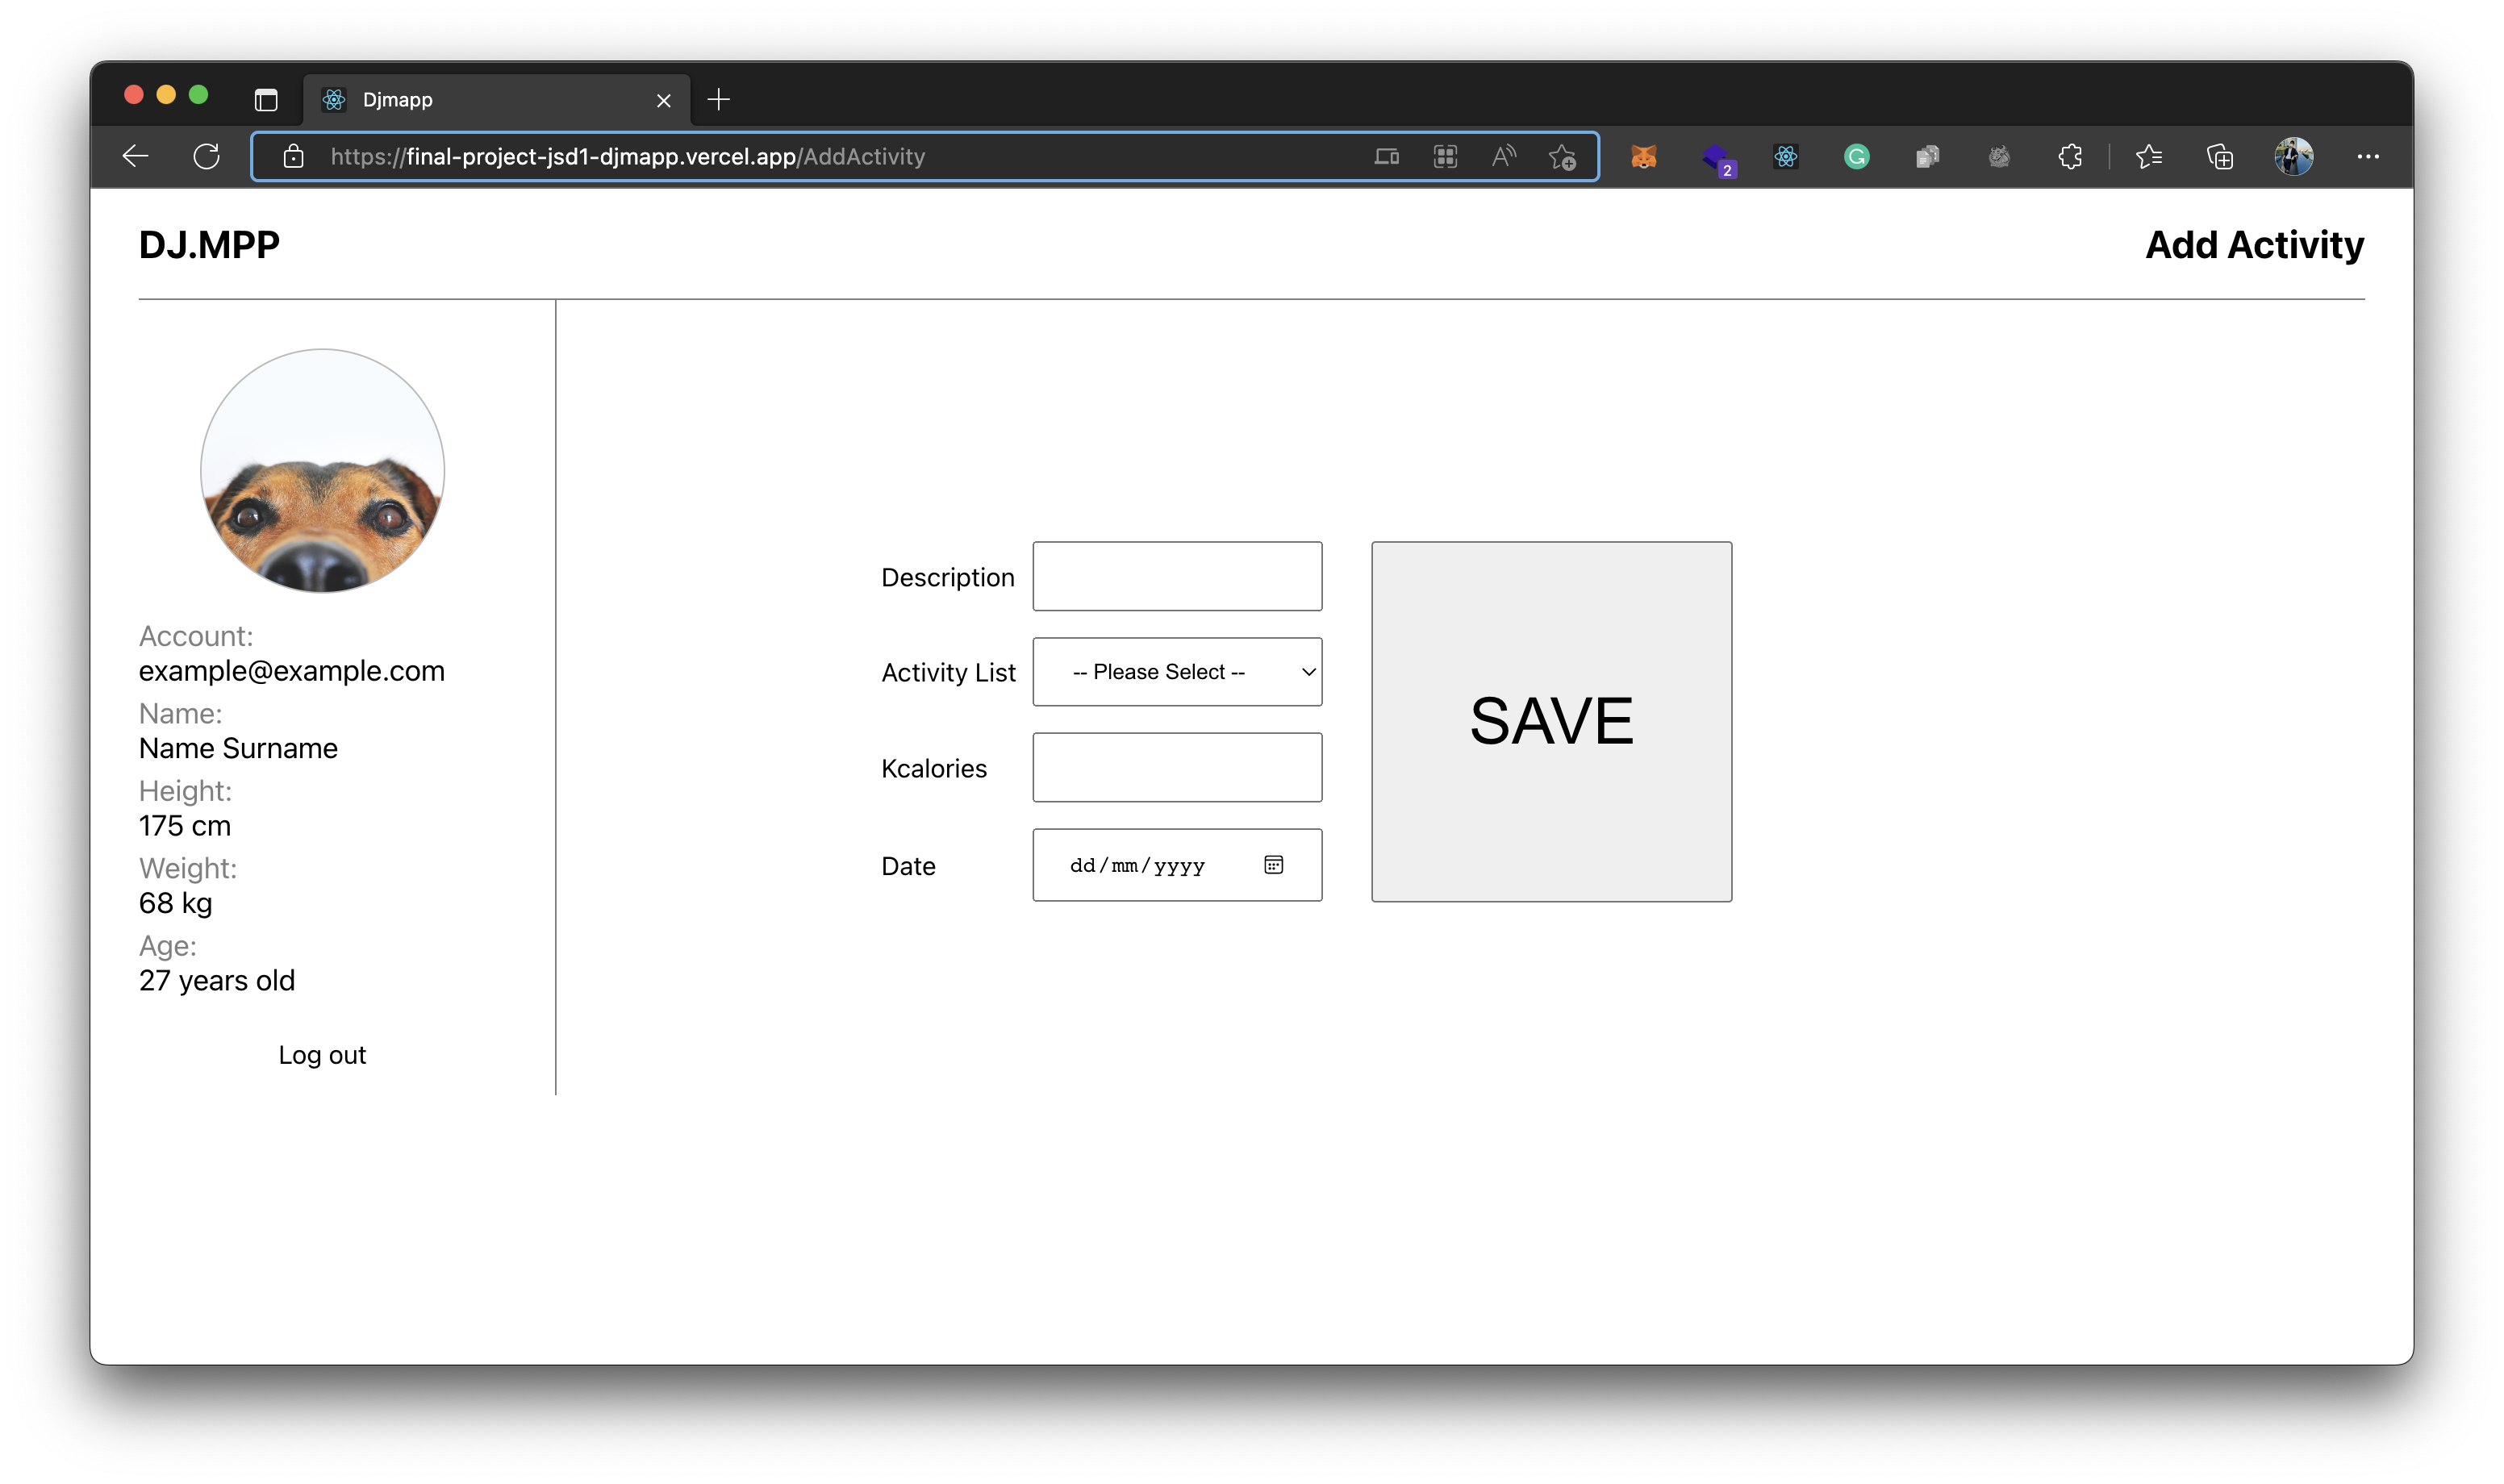 Djmapp
https://final-project-jsd1-djmapp.vercel.app/AddActivity
2
DJ.MPP
Add Activity
Account:
example@example.com
Name:
Name Surname
Height:
175 cm
Weight:
68 kg
Age:
27 years old
Log out
Description
Activity List
-- Please Select --
Kcalories
Date
dd/mm/yyyy
SAVE